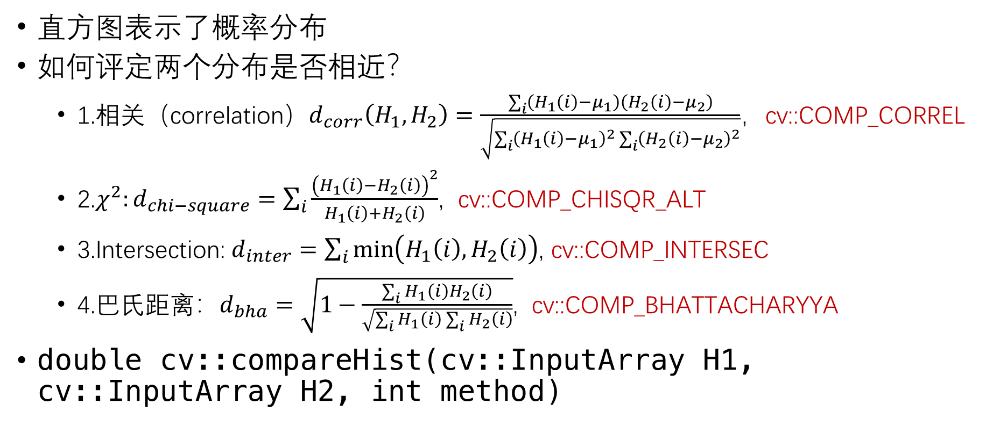 • 直方图表示了概率分布
• 如何评定两个分布是否相近?
• 1.相关（correlation）$d_{corr}(H_1,H_2)=\frac{\sum_i(H_1(i)-\mu_1)(H_2(i)-\mu_2)}{\sqrt{\sum_i(H_1(i)-\mu_1)^2\sum_i(H_2(i)-\mu_2)^2}}$, cv::COMP_CORREL
• 2.$\chi^2:d_{chi-square}=\sum_i\frac{(H_1(i)-H_2(i))^2}{H_1(i)+H_2(i)}$, cv::COMP_CHISQR_ALT
• 3.Intersection: $d_{inter}=\sum_i\min(H_1(i),H_2(i))$, cv::COMP_INTERSEC
• 4.巴氏距离： $d_{bha}=\sqrt{1-\frac{\sum_i H_1(i)H_2(i)}{\sqrt{\sum_i H_1(i)\sum_i H_2(i)}}}$, cv::COMP_BHATTACHARYYA
• double cv::compareHist(cv::InputArray H1,
cv::InputArray H2, int method)